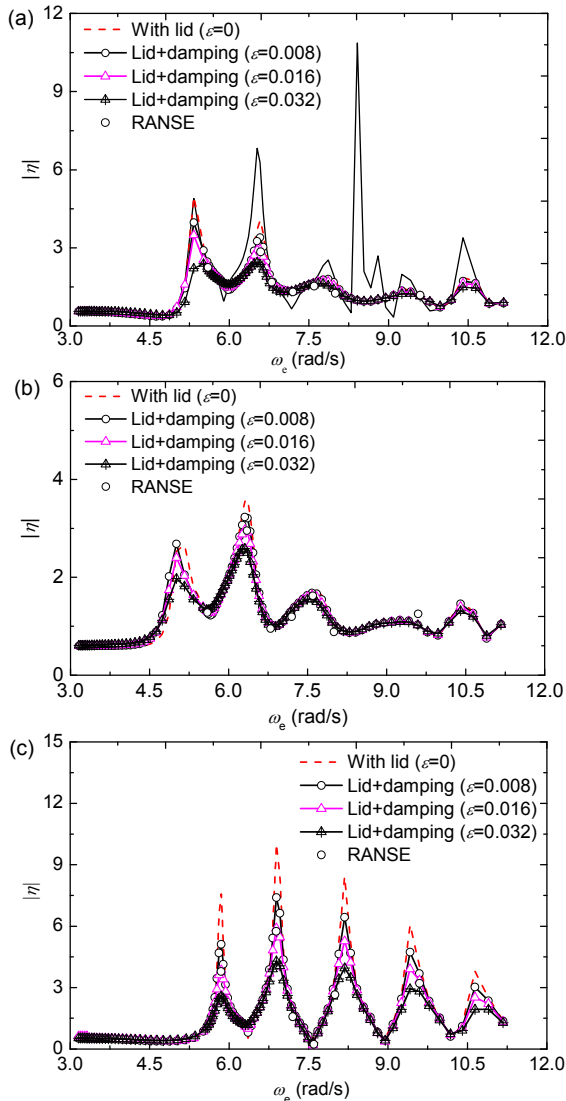 (a)
With lid (ε=0)
Lid+damping (ε=0.008)
Lid+damping (ε=0.016)
Lid+damping (ε=0.032)
RANSE
|η|
12
9
6
3
0
3.0 4.5 6.0 7.5 9.0 10.5 12.0
ωe (rad/s)
(b)
With lid (ε=0)
Lid+damping (ε=0.008)
Lid+damping (ε=0.016)
Lid+damping (ε=0.032)
RANSE
|η|
6
4
2
0
3.0 4.5 6.0 7.5 9.0 10.5 12.0
ωe (rad/s)
(c)
With lid (ε=0)
Lid+damping (ε=0.008)
Lid+damping (ε=0.016)
Lid+damping (ε=0.032)
RANSE
|η|
15
12
9
6
3
0
3.0 4.5 6.0 7.5 9.0 10.5 12.0
ωe (rad/s)